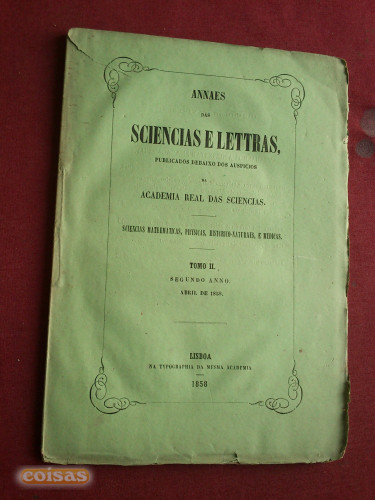 ANNAES
DAS
SCIENCIAS E LETTRAS,
PUBLICADOS DEBAIXO DOS AUSPICIOS
DA
ACADEMIA REAL DAS SCIENCIAS.
SCIENCIAS MATHEMATICAS, PHYSICAS, HISTORICO-NATURAES, E MEDICAS.
TOMO II.
SEGUNDO ANNO.
ABRIL DE 1858.
LISBOA
NA TYPOGRAPHIA DA MESMA ACADEMIA
1858
coisas